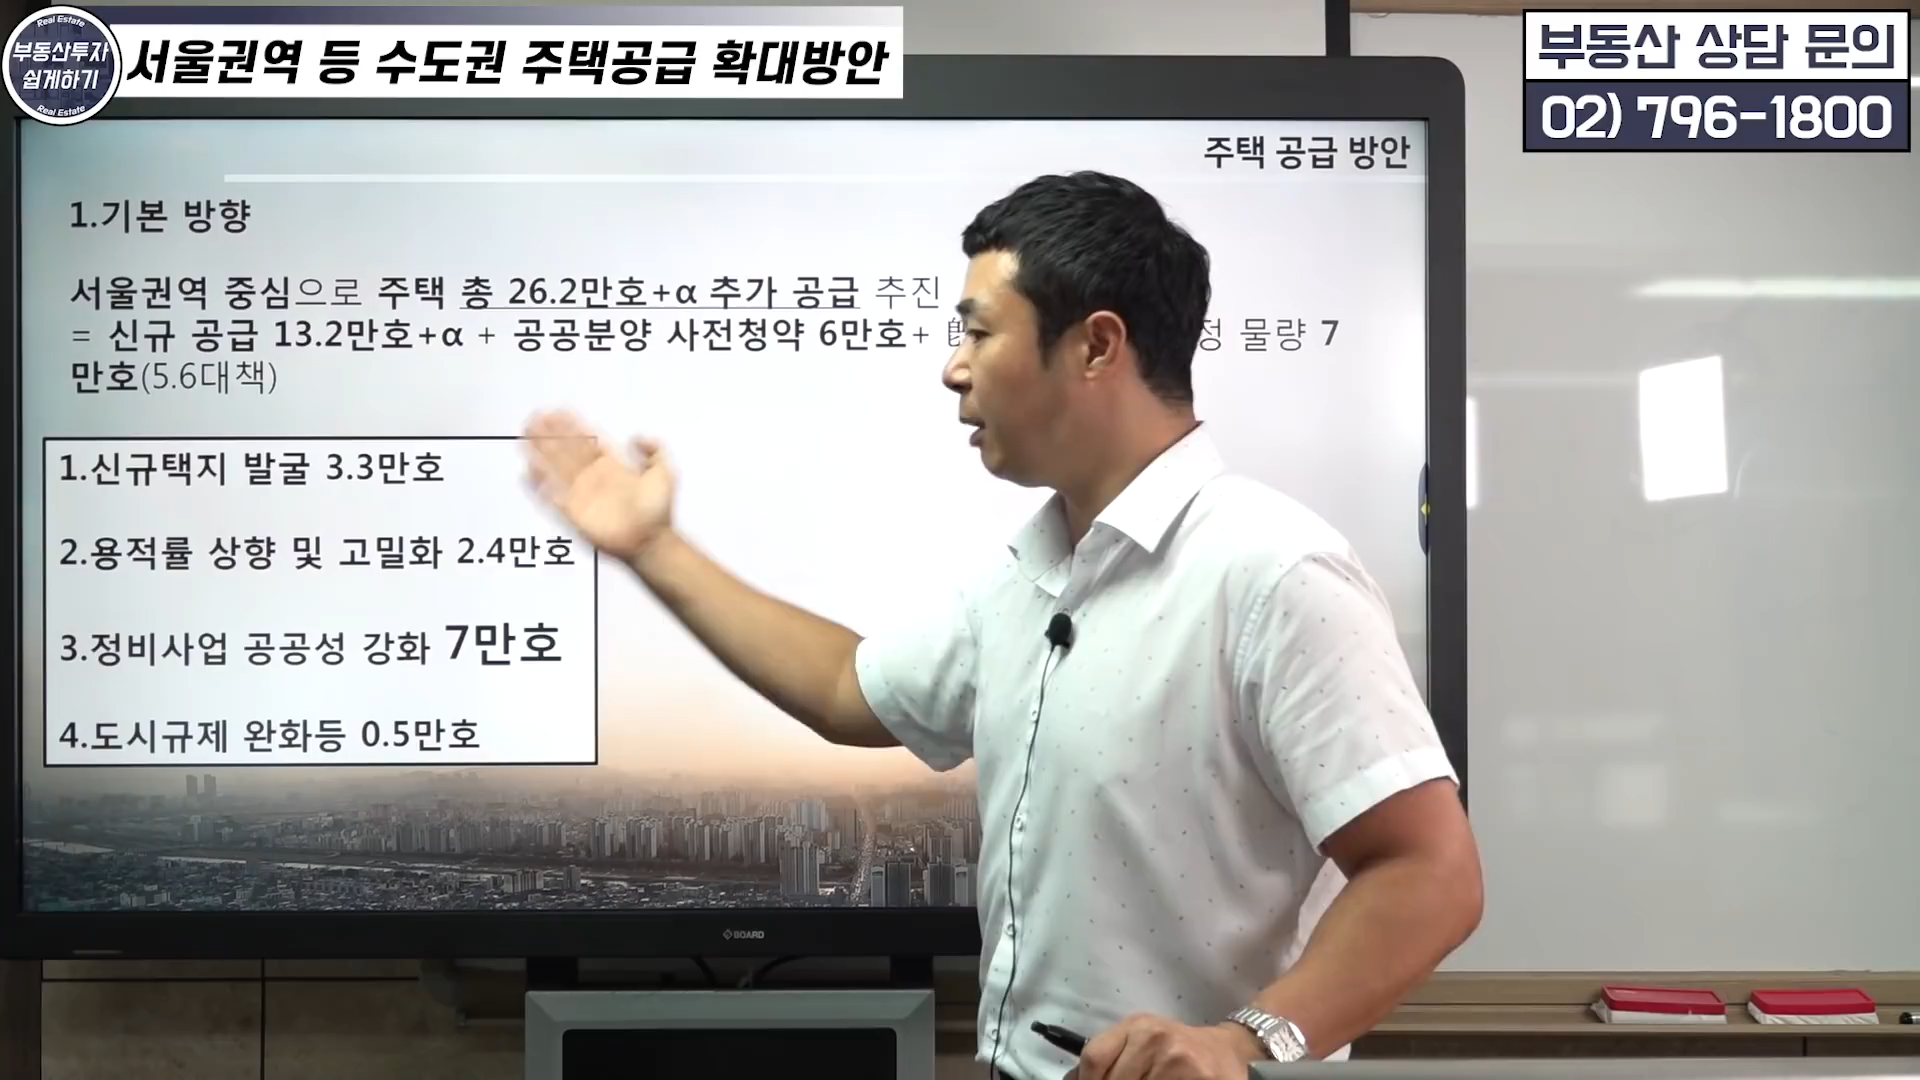 Real Estate
부동산투자
쉽게하기
Real Estate
서울권역 등 수도권 주택공급 확대방안
부동산 상담 문의
02) 796-1800
주택 공급 방안
1.기본 방향
서울권역 중심으로 주택 총 26.2만호+α 추가 공급 추진
= 신규 공급 13.2만호+α + 공공분양 사전청약 6만호+ 물량 7
만호(5.6대책)
1.신규택지 발굴 3.3만호
2.용적률 상향 및 고밀화 2.4만호
3.정비사업 공공성 강화 7만호
4.도시규제 완화등 0.5만호
BOARD